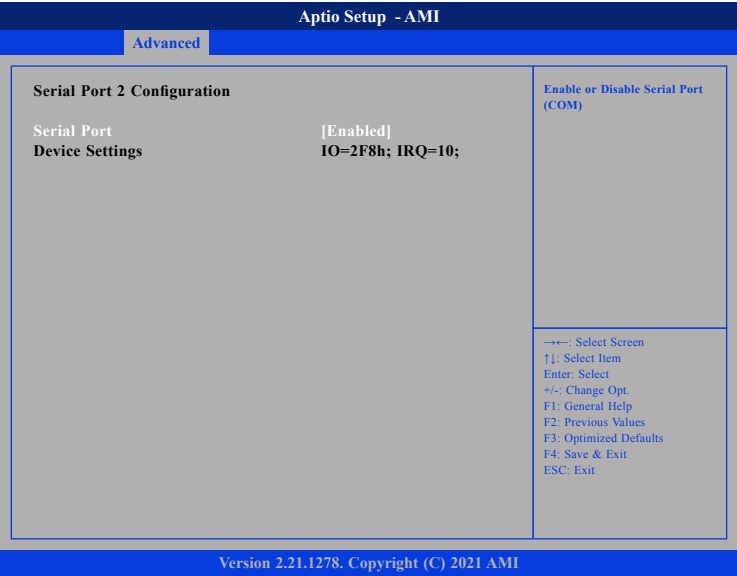 Aptio Setup - AMI
Advanced
Serial Port 2 Configuration
Serial Port [Enabled]
Device Settings IO=2F8h; IRQ=10;
Enable or Disable Serial Port
(COM)
→←: Select Screen
↑↓: Select Item
Enter: Select
+/-: Change Opt.
F1: General Help
F2: Previous Values
F3: Optimized Defaults
F4: Save & Exit
ESC: Exit
Version 2.21.1278. Copyright (C) 2021 AMI